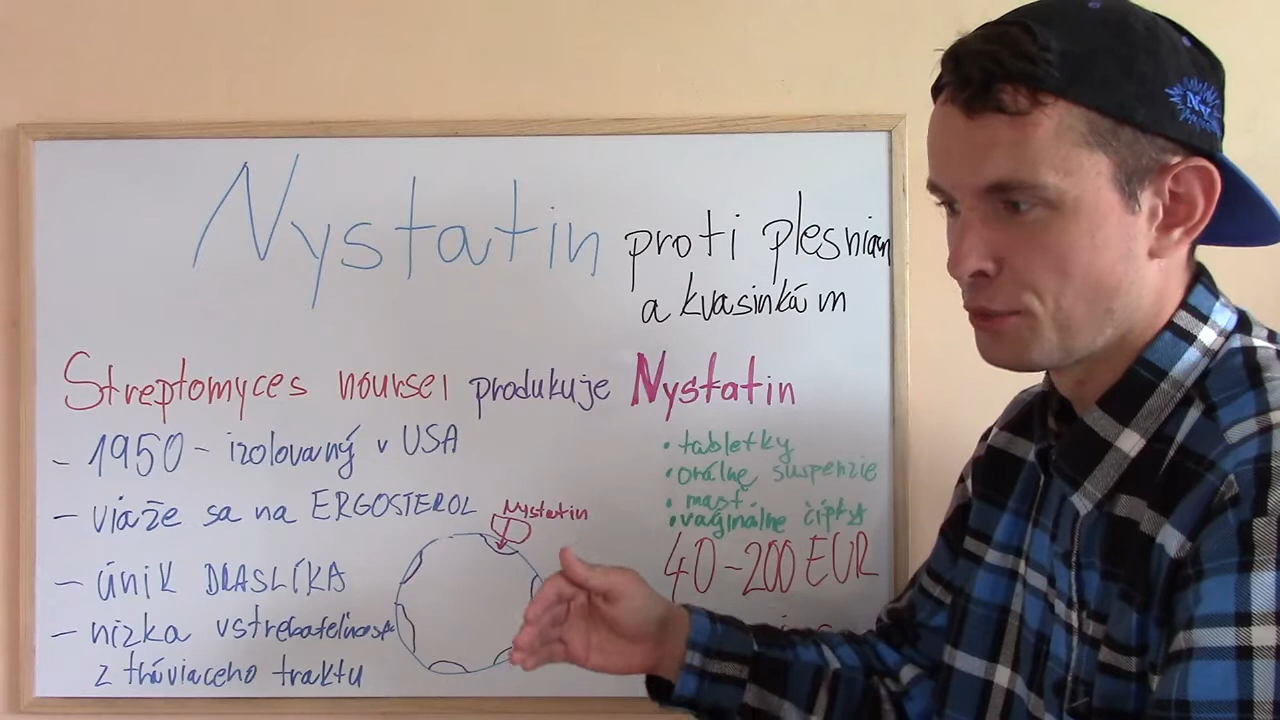 Nystatin proti plesniam
a kvasinkám
Streptomyces noursei produkuje Nystatin
- 1950 - izolovaný v USA
- viaže sa na ERGOSTEROL
Nystatin
- únik DRASLÍKA
- nízka vstrebateľnosť
z tráviaceho traktu
• tabletky
• orálne suspenzie
• masť
• vaginálne čípky
40-200 EUR
NY